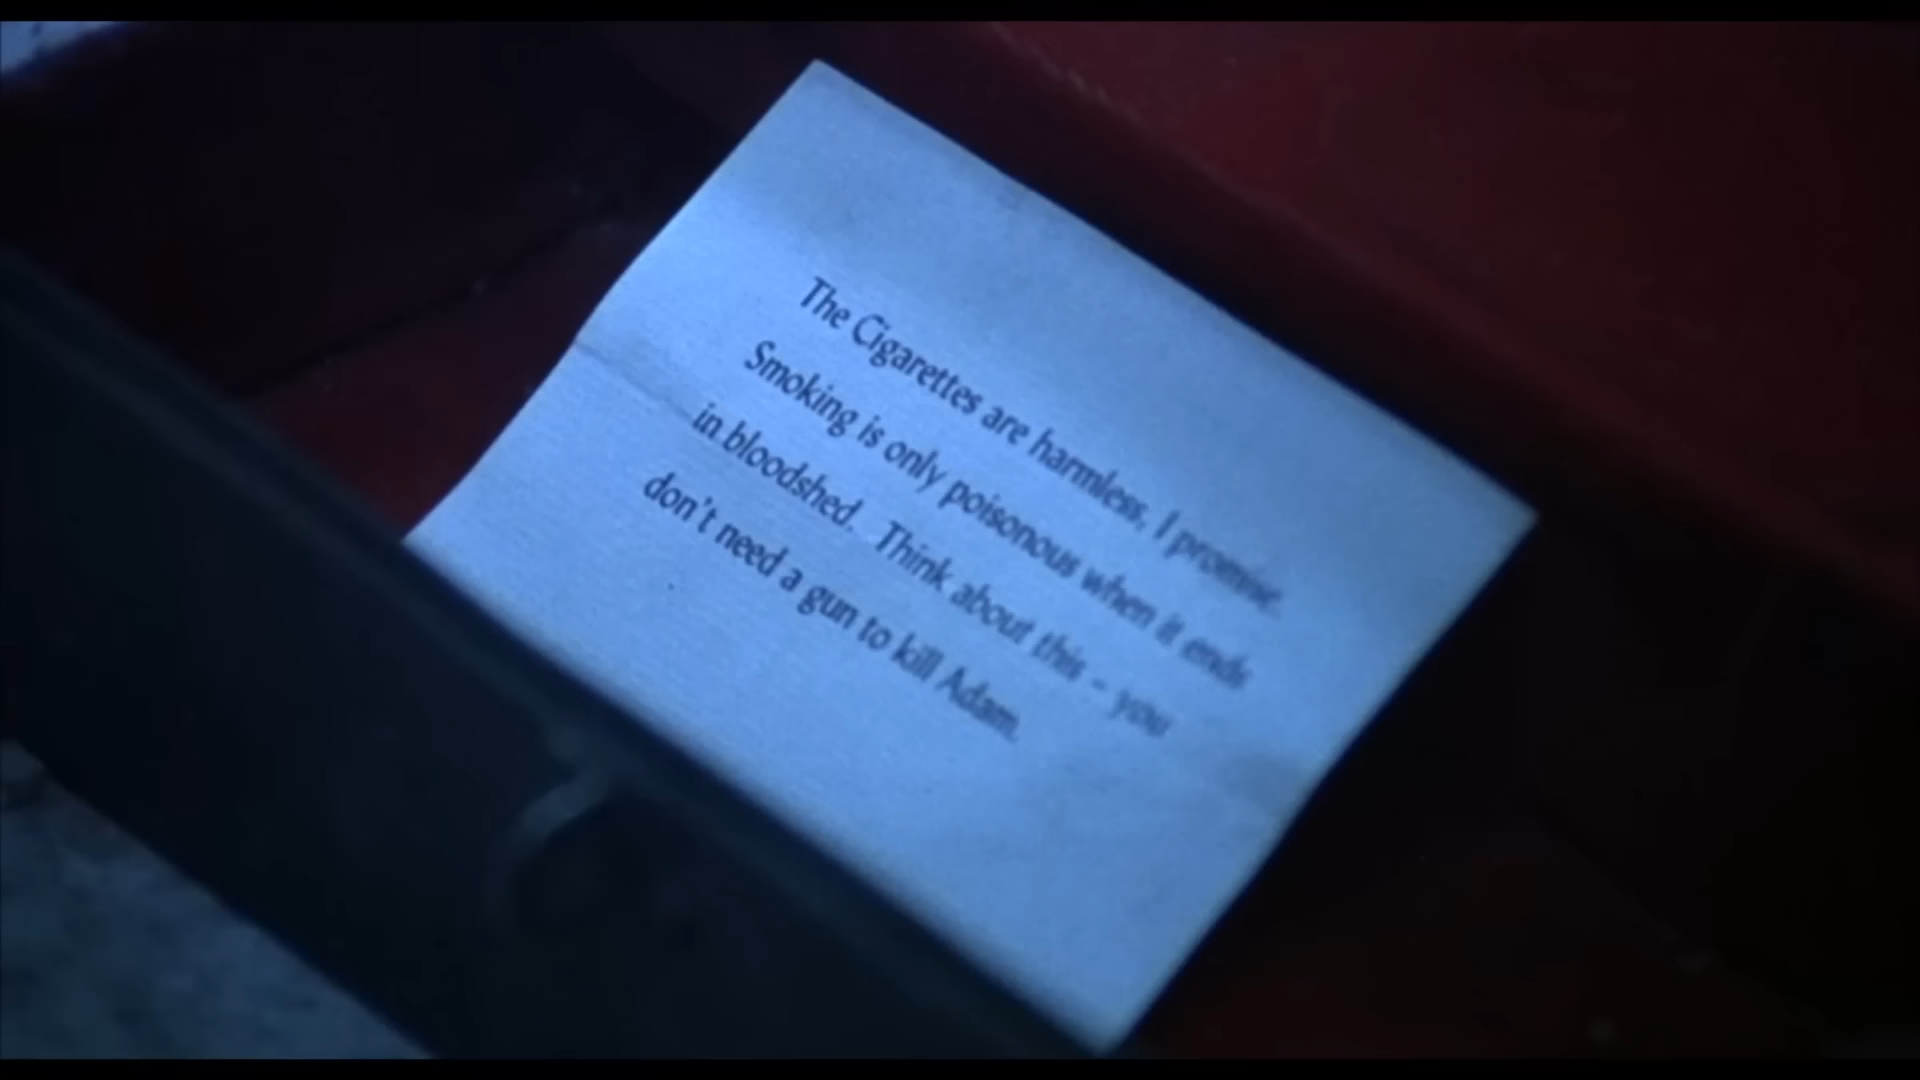 The Cigarettes are harmless, I promise.
Smoking is only poisonous when it ends
in bloodshed. Think about this - you
don't need a gun to kill Adam.